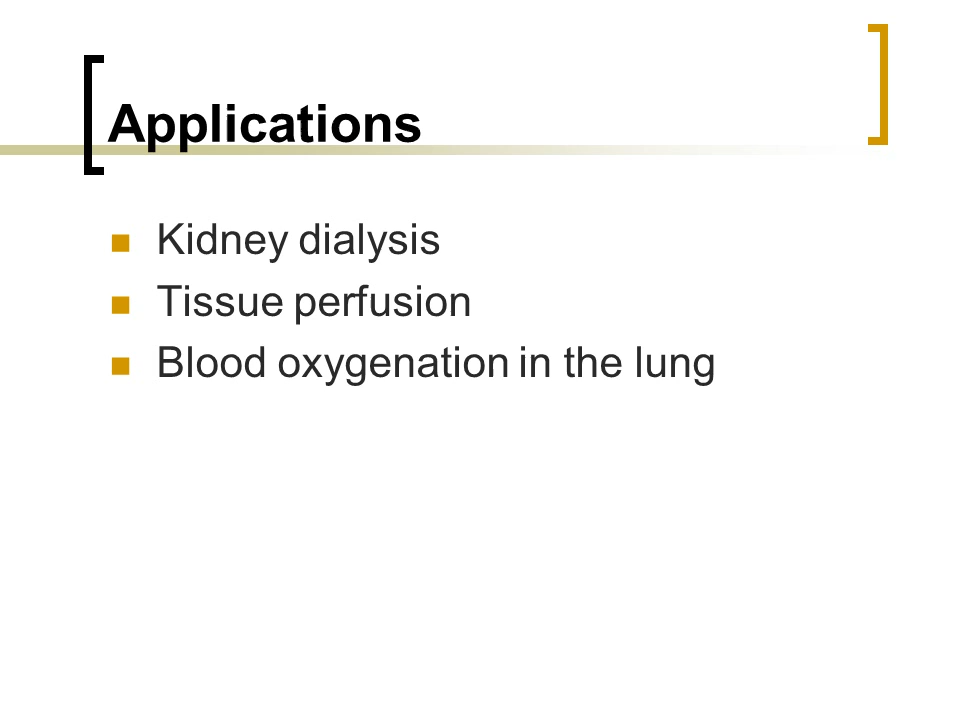 Applications
Kidney dialysis
Tissue perfusion
Blood oxygenation in the lung